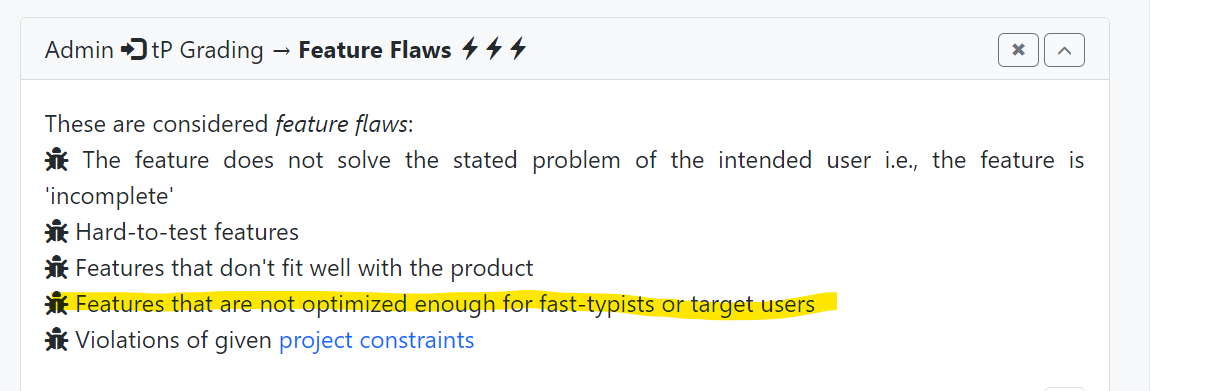 Admin tP Grading → Feature Flaws
These are considered feature flaws:
The feature does not solve the stated problem of the intended user i.e., the feature is
'incomplete'
Hard-to-test features
Features that don't fit well with the product
Features that are not optimized enough for fast-typists or target users
Violations of given project constraints